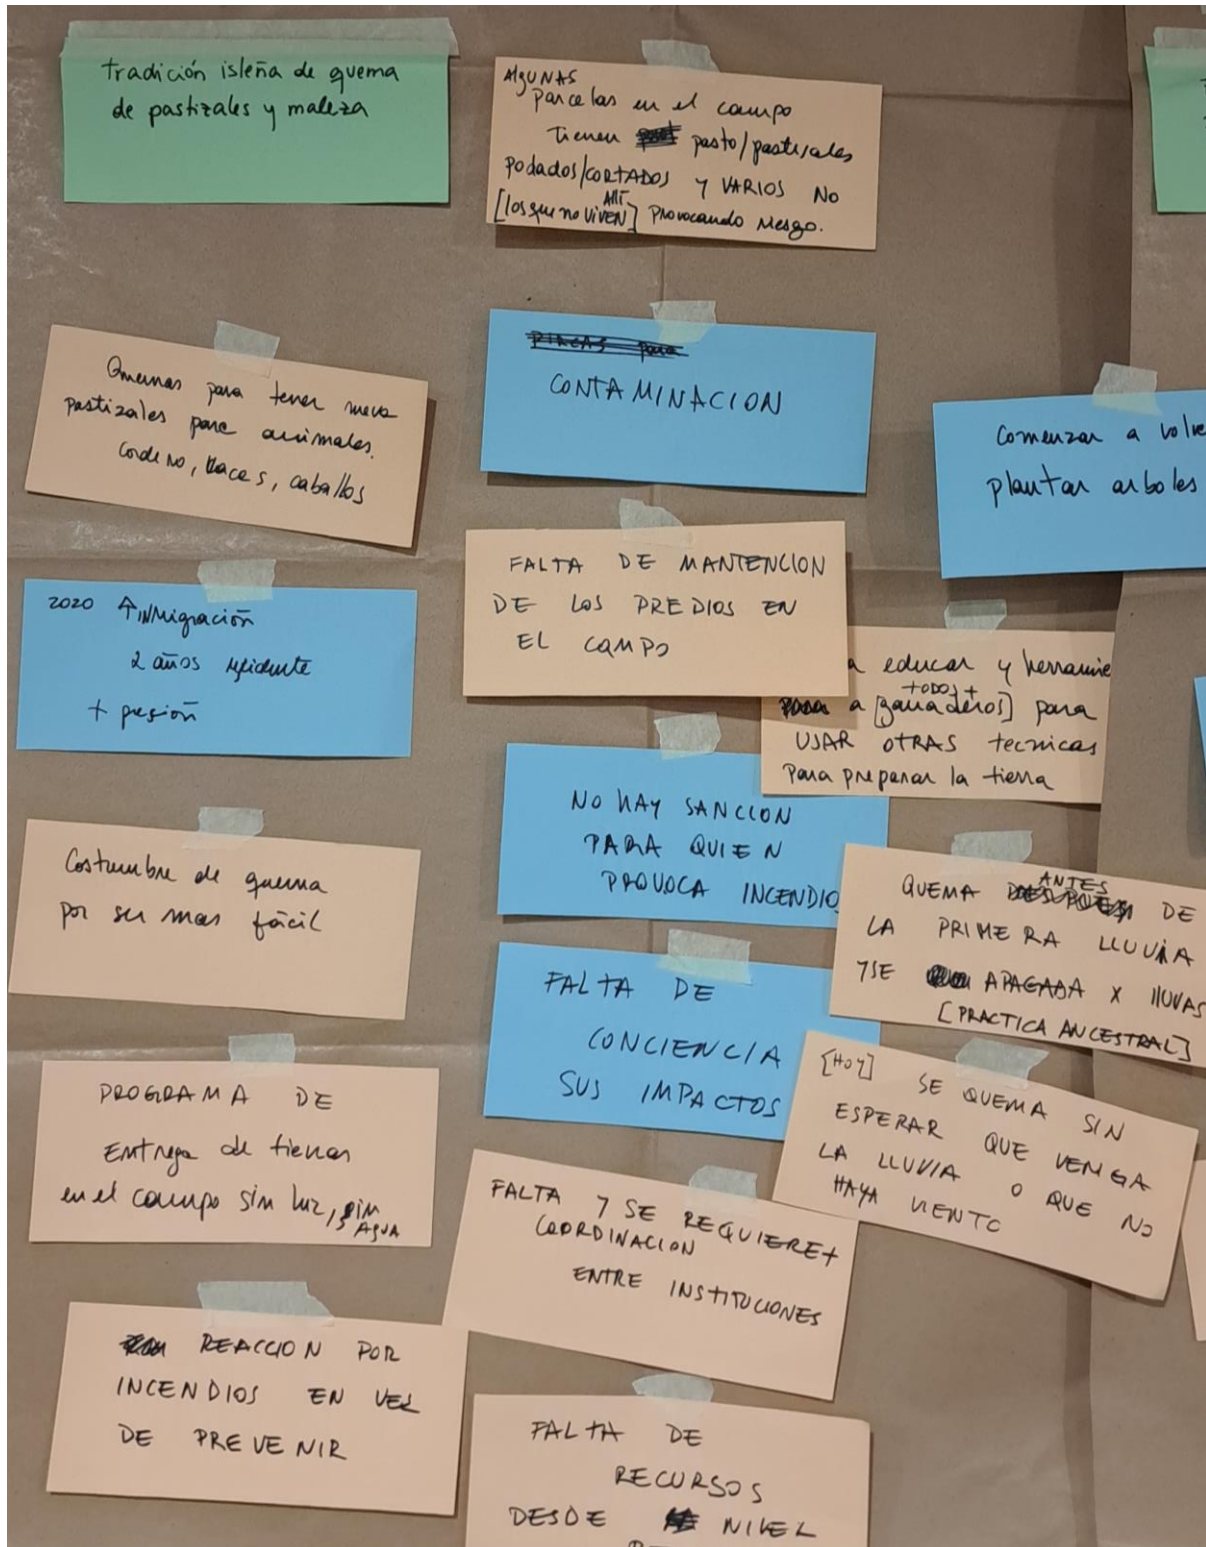 tradición isleña de quema
de pastizales y maleza
AlgUNAS
Parcelas en el campo
tienen pasto/pastizales
Podados/CORTADOS y VARIOS NO
[los que no VIVEN ALLÍ] PROVOCANDO RIESGO.
Quemas para tener nueva
pastizales para animales.
Cordero, Vacas, caballos
PIRCAS para
CONTAMINACION
Comenzar a volve
plantar arboles
2020 ↑INMigración
2 años residente
+ presión
FALTA DE MANTENCION
DE LOS PREDIOS EN
EL CAMPO
a educar y herramie
para a [ganaderos] todos + para
USAR OTRAS tecnicas
Para preparar la tierra
NO HAY SANCION
PARA QUIEN
PROVOCA INCENDIO
Costumbre de quema
por ser mas fácil
QUEMA ANTES DE
LA PRIMERA LLUVIA
Y SE APAGADA X lluvas
[PRACTICA ANCESTRAL]
FALTA DE
CONCIENCIA
SUS IMPACTOS
[HOY] SE QUEMA SIN
ESPERAR QUE VENGA
LA LLUVIA O QUE NO
HAYA VIENTO
PROGRAMA DE
Entrega de tierras
en el campo sin luz, sin
AGUA
FALTA Y SE REQUIERE +
COORDINACION
ENTRE INSTITUCIONES
REACCION POR
INCENDIOS EN VEZ
DE PREVENIR
FALTA DE
RECURSOS
DESDE NIVEL